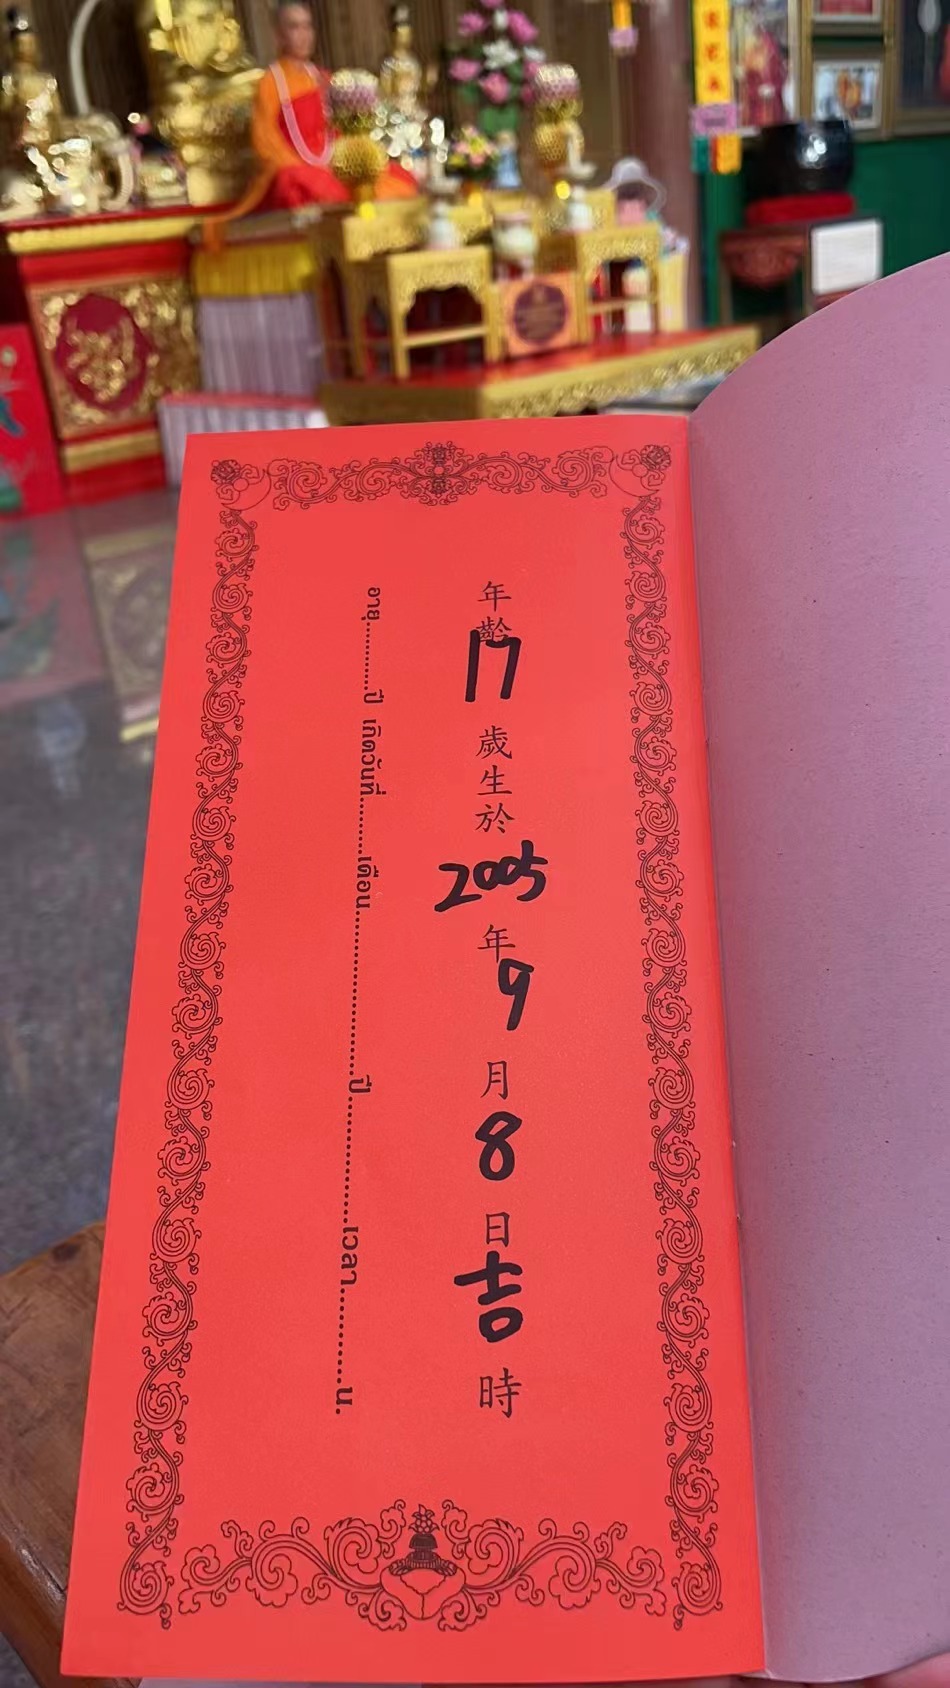 年齡17歲生於2005年9月8日吉時
อายุ............ปี เกิดวันที่............เดือน..............................ปี........................เวลา..................น.